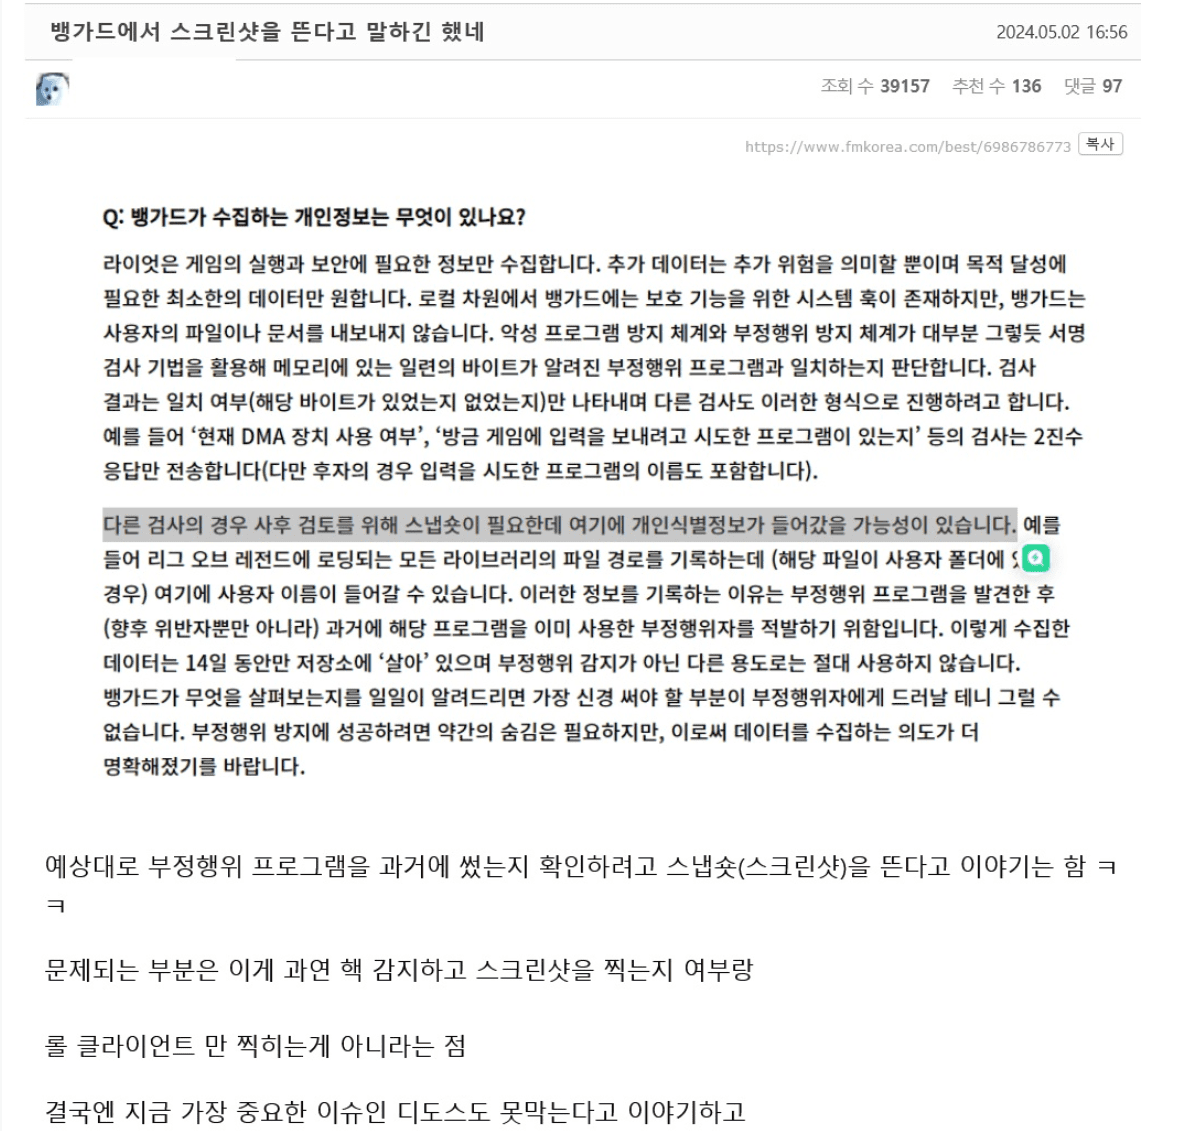 뱅가드에서 스크린샷을 뜬다고 말하긴 했네
2024.05.02 16:56
조회 수 39157 추천 수 136 댓글 97
https://www.fmkorea.com/best/6986786773 복사
Q: 뱅가드가 수집하는 개인정보는 무엇이 있나요?
라이엇은 게임의 실행과 보안에 필요한 정보만 수집합니다. 추가 데이터는 추가 위험을 의미할 뿐이며 목적 달성에
필요한 최소한의 데이터만 원합니다. 로컬 차원에서 뱅가드에는 보호 기능을 위한 시스템 훅이 존재하지만, 뱅가드는
사용자의 파일이나 문서를 내보내지 않습니다. 악성 프로그램 방지 체계와 부정행위 방지 체계가 대부분 그렇듯 서명
검사 기법을 활용해 메모리에 있는 일련의 바이트가 알려진 부정행위 프로그램과 일치하는지 판단합니다. 검사
결과는 일치 여부(해당 바이트가 있었는지 없었는지)만 나타내며 다른 검사도 이러한 형식으로 진행하려고 합니다.
예를 들어 ‘현재 DMA 장치 사용 여부’, ‘방금 게임에 입력을 보내려고 시도한 프로그램이 있는지’ 등의 검사는 2진수
응답만 전송합니다(다만 후자의 경우 입력을 시도한 프로그램의 이름도 포함합니다).
다른 검사의 경우 사후 검토를 위해 스냅숏이 필요한데 여기에 개인식별정보가 들어갔을 가능성이 있습니다. 예를
들어 리그 오브 레전드에 로딩되는 모든 라이브러리의 파일 경로를 기록하는데 (해당 파일이 사용자 폴더에
경우) 여기에 사용자 이름이 들어갈 수 있습니다. 이러한 정보를 기록하는 이유는 부정행위 프로그램을 발견한 후
(향후 위반자뿐만 아니라) 과거에 해당 프로그램을 이미 사용한 부정행위자를 적발하기 위함입니다. 이렇게 수집한
데이터는 14일 동안만 저장소에 ‘살아’ 있으며 부정행위 감지가 아닌 다른 용도로는 절대 사용하지 않습니다.
뱅가드가 무엇을 살펴보는지를 일일이 알려드리면 가장 신경 써야 할 부분이 부정행위자에게 드러날 테니 그럴 수
없습니다. 부정행위 방지에 성공하려면 약간의 숨김은 필요하지만, 이로써 데이터를 수집하는 의도가 더
명확해졌기를 바랍니다.
예상대로 부정행위 프로그램을 과거에 썼는지 확인하려고 스냅숏(스크린샷)을 뜬다고 이야기는 함 ㅋ
ㅋ
문제되는 부분은 이게 과연 핵 감지하고 스크린샷을 찍는지 여부랑
롤 클라이언트 만 찍히는게 아니라는 점
결국엔 지금 가장 중요한 이슈인 디도스도 못막는다고 이야기하고